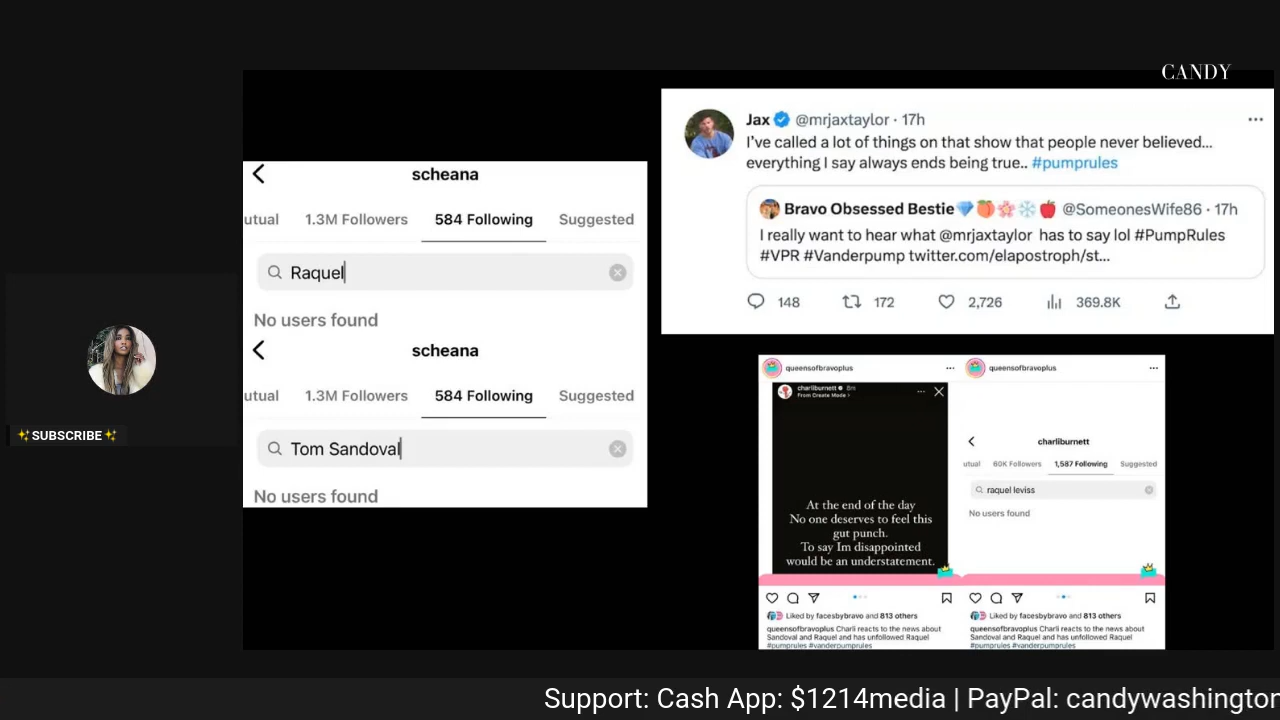 CANDY
✨SUBSCRIBE✨
scheana
utual 1.3M Followers 584 Following Suggested
Raquel
No users found
scheana
utual 1.3M Followers 584 Following Suggested
Tom Sandoval
No users found
Jax @mrjaxtaylor · 17h
I've called a lot of things on that show that people never believed...
everything I say always ends being true.. #pumprules
Bravo Obsessed Bestie💎🍑🌸❄️🍎 @SomeonesWife86 · 17h
I really want to hear what @mrjaxtaylor has to say lol #PumpRules
#VPR #Vanderpump twitter.com/elapostroph/st...
148 172 2,726 369.8K
queensofbravoplus
charliburnett 8m
From Create Mode >
At the end of the day
No one deserves to feel this
gut punch.
To say Im disappointed
would be an understatement.
Liked by facesbybravo and 813 others
queensofbravoplus Charli reacts to the news about
Sandoval and Raquel and has unfollowed Raquel
#pumprules #vanderpumprules
queensofbravoplus
charliburnett
utual 60K Followers 1,587 Following Suggested
raquel leviss
No users found
Liked by facesbybravo and 813 others
queensofbravoplus Charli reacts to the news about
Sandoval and Raquel and has unfollowed Raquel
#pumprules #vanderpumprules
Support: Cash App: $1214media | PayPal: candywashington